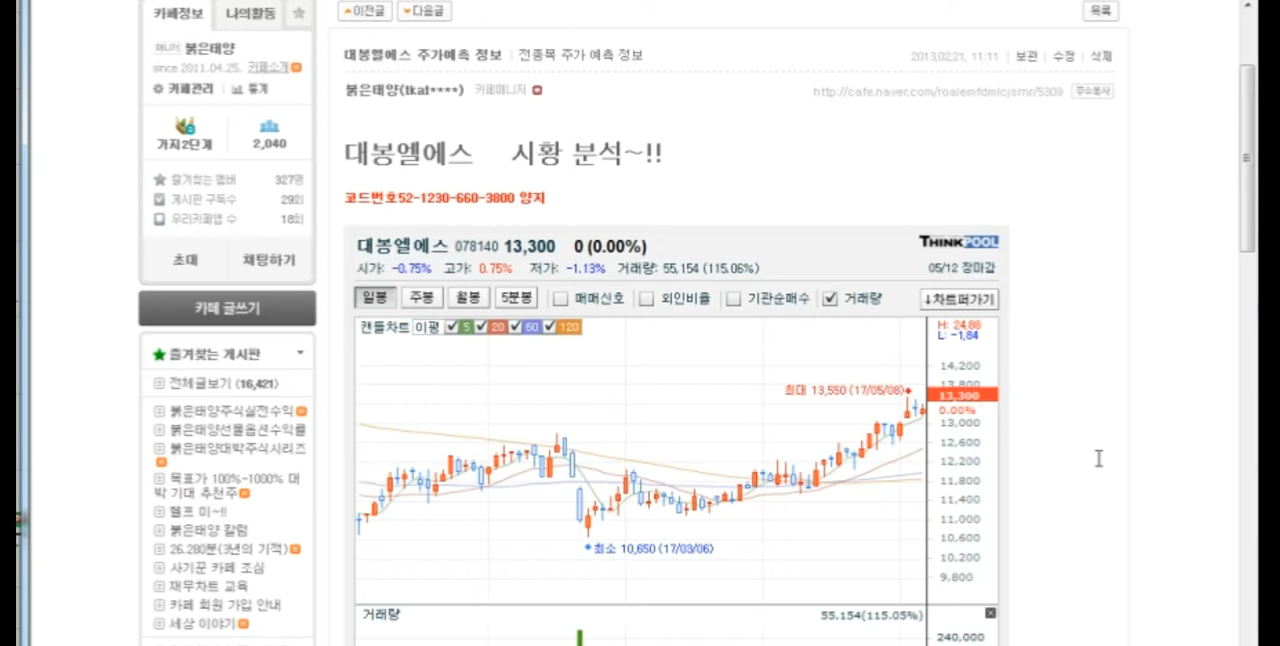 카페정보 나의활동
매니저 붉은태양
since 2011.04.25. 카페소개
카페관리 통계
가지2단계 2,040
즐겨찾는 멤버 327명
게시판 구독수 29회
우리카페앱 수 18회
초대 채팅하기
카페 글쓰기
즐겨찾는 게시판
전체글보기 (16,421)
붉은태양주식실전수익
붉은태양선물옵션수익률
붉은태양대박주식시리즈
목표가 100%-1000% 대
박 기대 추천주
헬프 미~!!
붉은태양 칼럼
26.280분(3년의 기적)
사기꾼 카페 조심
재무차트 교육
카페 회원 가입 안내
세상 이야기
이전글 다음글 목록
대봉엘에스 주가예측 정보 | 전종목 주가 예측 정보 2013.02.21. 11:11 | 보관 | 수정 | 삭제
붉은태양(tkat****) 카페매니저 http://cafe.naver.com/roalemfdmlcjsrnr/5309 주소복사
대봉엘에스 시황 분석~!!
코드번호52-1230-660-3800 양지
대봉엘에스 078140 13,300 0 (0.00%) THINKPOOL
시가: -0.75% 고가: 0.75% 저가: -1.13% 거래량: 55,154 (115.06%) 05/12 장마감
일봉 주봉 월봉 5분봉 매매신호 외인비율 기관순매수 거래량 ↓차트퍼가기
캔들차트 이평 5 20 60 120
H: 24.88
L: -1.84
14,200
13,800
최대 13,550 (17/05/08)
13,300
0.00%
13,000
12,600
12,200
11,800
11,400
11,000
10,600
최소 10,650 (17/03/06)
10,200
9,800
거래량 55.154(115.05%)
240,000